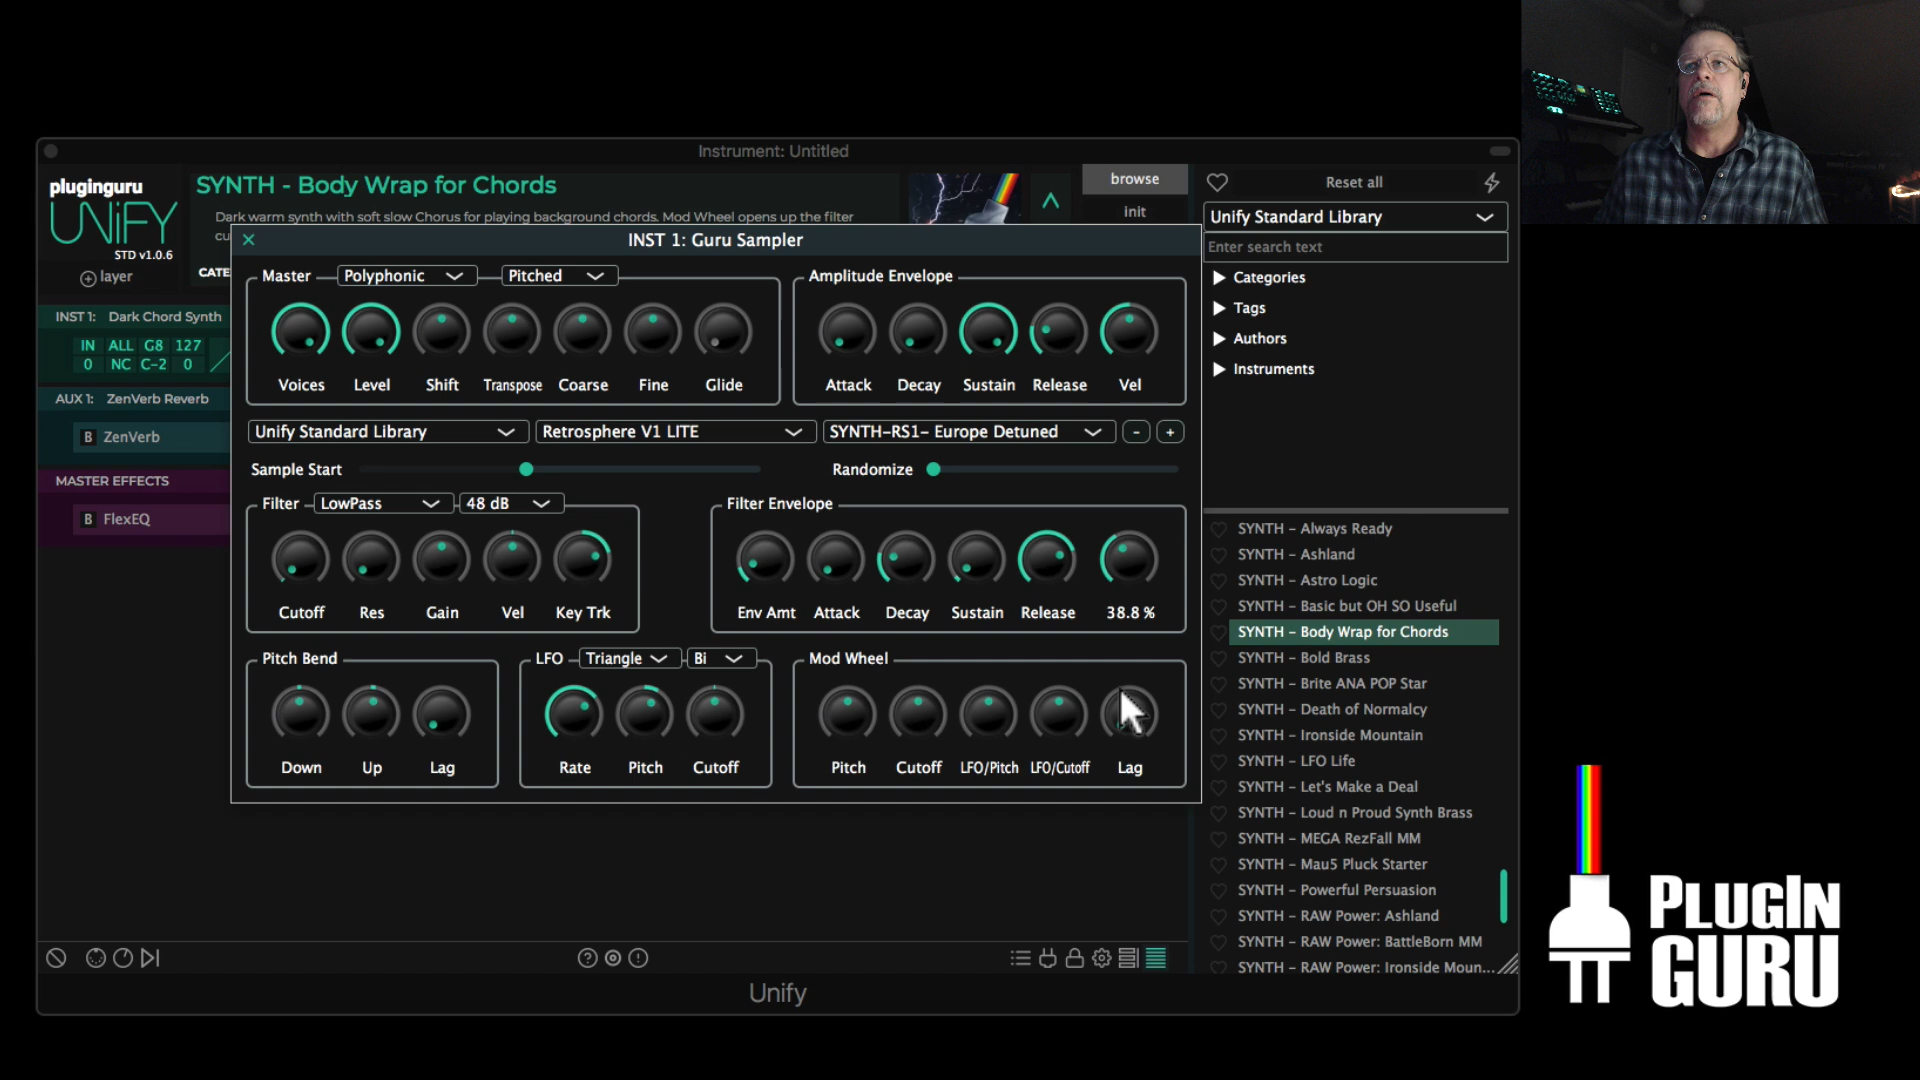 Instrument: Untitled
pluginguru
UNiFY
STD v1.0.6
layer
SYNTH - Body Wrap for Chords
Dark warm synth with soft slow Chorus for playing background chords. Mod Wheel opens up the filter
cu
CATE
browse
init
INST 1: Dark Chord Synth
IN ALL G8 127
0 NC C-2 0
AUX 1: ZenVerb Reverb
B ZenVerb
MASTER EFFECTS
B FlexEQ
INST 1: Guru Sampler
Master Polyphonic Pitched
Voices Level Shift Transpose Coarse Fine Glide
Amplitude Envelope
Attack Decay Sustain Release Vel
Unify Standard Library Retrosphere V1 LITE SYNTH-RS1- Europe Detuned - +
Sample Start Randomize
Filter LowPass 48 dB
Cutoff Res Gain Vel Key Trk
Filter Envelope
Env Amt Attack Decay Sustain Release 38.8 %
Pitch Bend
Down Up Lag
LFO Triangle Bi
Rate Pitch Cutoff
Mod Wheel
Pitch Cutoff LFO/Pitch LFO/Cutoff Lag
Reset all
Unify Standard Library
Enter search text
Categories
Tags
Authors
Instruments
SYNTH - Always Ready
SYNTH - Ashland
SYNTH - Astro Logic
SYNTH - Basic but OH SO Useful
SYNTH - Body Wrap for Chords
SYNTH - Bold Brass
SYNTH - Brite ANA POP Star
SYNTH - Death of Normalcy
SYNTH - Ironside Mountain
SYNTH - LFO Life
SYNTH - Let's Make a Deal
SYNTH - Loud n Proud Synth Brass
SYNTH - MEGA RezFall MM
SYNTH - Mau5 Pluck Starter
SYNTH - Powerful Persuasion
SYNTH - RAW Power: Ashland
SYNTH - RAW Power: BattleBorn MM
SYNTH - RAW Power: Ironside Moun...
Unify
PLUGIN
GURU